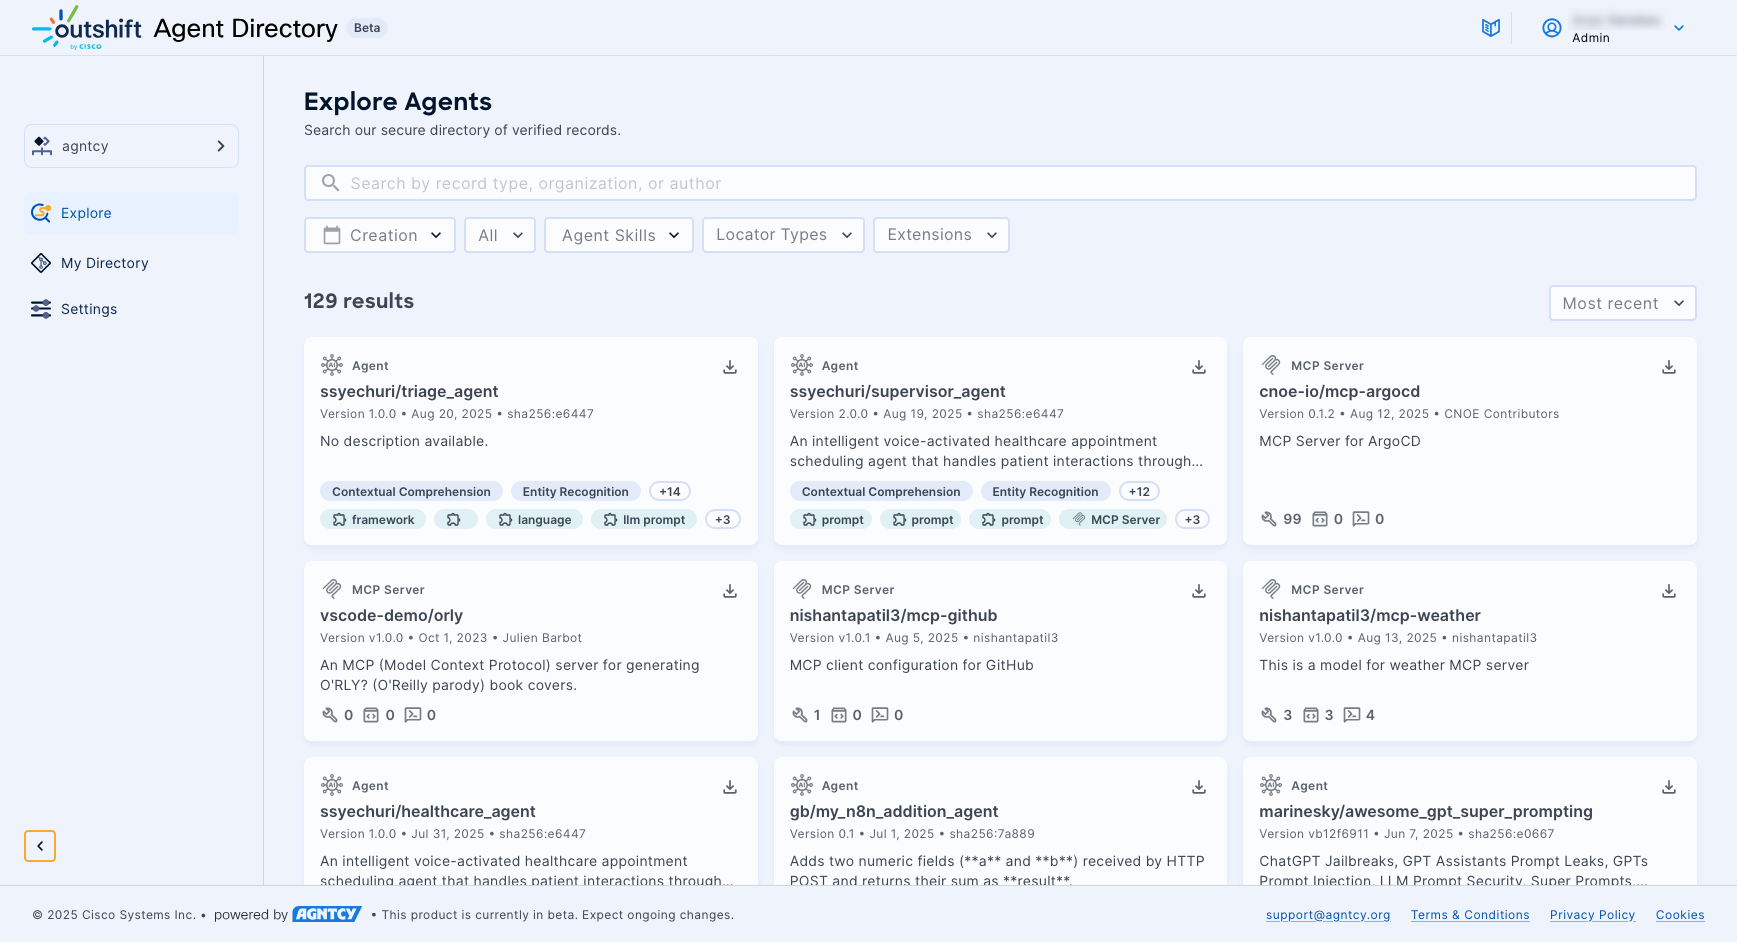 outshift by CISCO Agent Directory Beta
Admin
agntcy
Explore
My Directory
Settings
Explore Agents
Search our secure directory of verified records.
Search by record type, organization, or author
Creation All Agent Skills Locator Types Extensions
129 results
Most recent
Agent
ssyechuri/triage_agent
Version 1.0.0 • Aug 20, 2025 • sha256:e6447
No description available.
Contextual Comprehension Entity Recognition +14
framework language llm prompt +3
Agent
ssyechuri/supervisor_agent
Version 2.0.0 • Aug 19, 2025 • sha256:e6447
An intelligent voice-activated healthcare appointment
scheduling agent that handles patient interactions through...
Contextual Comprehension Entity Recognition +12
prompt prompt prompt MCP Server +3
MCP Server
cnoe-io/mcp-argocd
Version 0.1.2 • Aug 12, 2025 • CNOE Contributors
MCP Server for ArgoCD
99 0 0
MCP Server
vscode-demo/orly
Version v1.0.0 • Oct 1, 2023 • Julien Barbot
An MCP (Model Context Protocol) server for generating
O'RLY? (O'Reilly parody) book covers.
0 0 0
MCP Server
nishantapatil3/mcp-github
Version v1.0.1 • Aug 5, 2025 • nishantapatil3
MCP client configuration for GitHub
1 0 0
MCP Server
nishantapatil3/mcp-weather
Version v1.0.0 • Aug 13, 2025 • nishantapatil3
This is a model for weather MCP server
3 3 4
Agent
ssyechuri/healthcare_agent
Version 1.0.0 • Jul 31, 2025 • sha256:e6447
An intelligent voice-activated healthcare appointment
scheduling agent that handles patient interactions through...
Agent
gb/my_n8n_addition_agent
Version 0.1 • Jul 1, 2025 • sha256:7a889
Adds two numeric fields (**a** and **b**) received by HTTP
POST and returns their sum as **result**.
Agent
marinesky/awesome_gpt_super_prompting
Version vb12f6911 • Jun 7, 2025 • sha256:e0667
ChatGPT Jailbreaks, GPT Assistants Prompt Leaks, GPTs
Prompt Injection, LLM Prompt Security, Super Prompts,...
© 2025 Cisco Systems Inc. • powered by AGNTCY • This product is currently in beta. Expect ongoing changes.
support@agntcy.org Terms & Conditions Privacy Policy Cookies